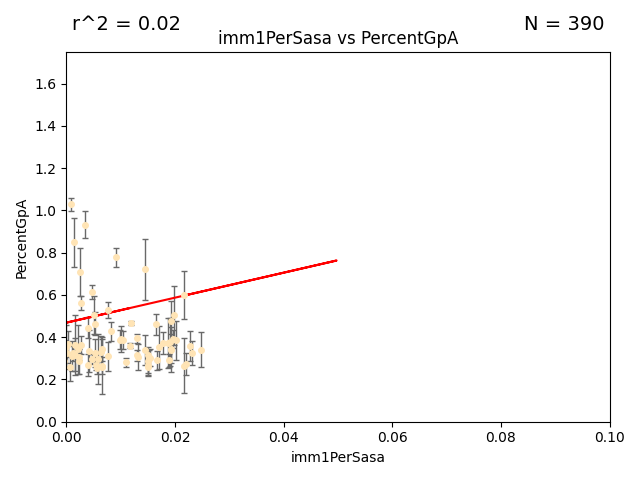 r^2 = 0.02
N = 390
imm1PerSasa vs PercentGpA
PercentGpA
1.6
1.4
1.2
1.0
0.8
0.6
0.4
0.2
0.0
0.00 0.02 0.04 0.06 0.08 0.10
imm1PerSasa